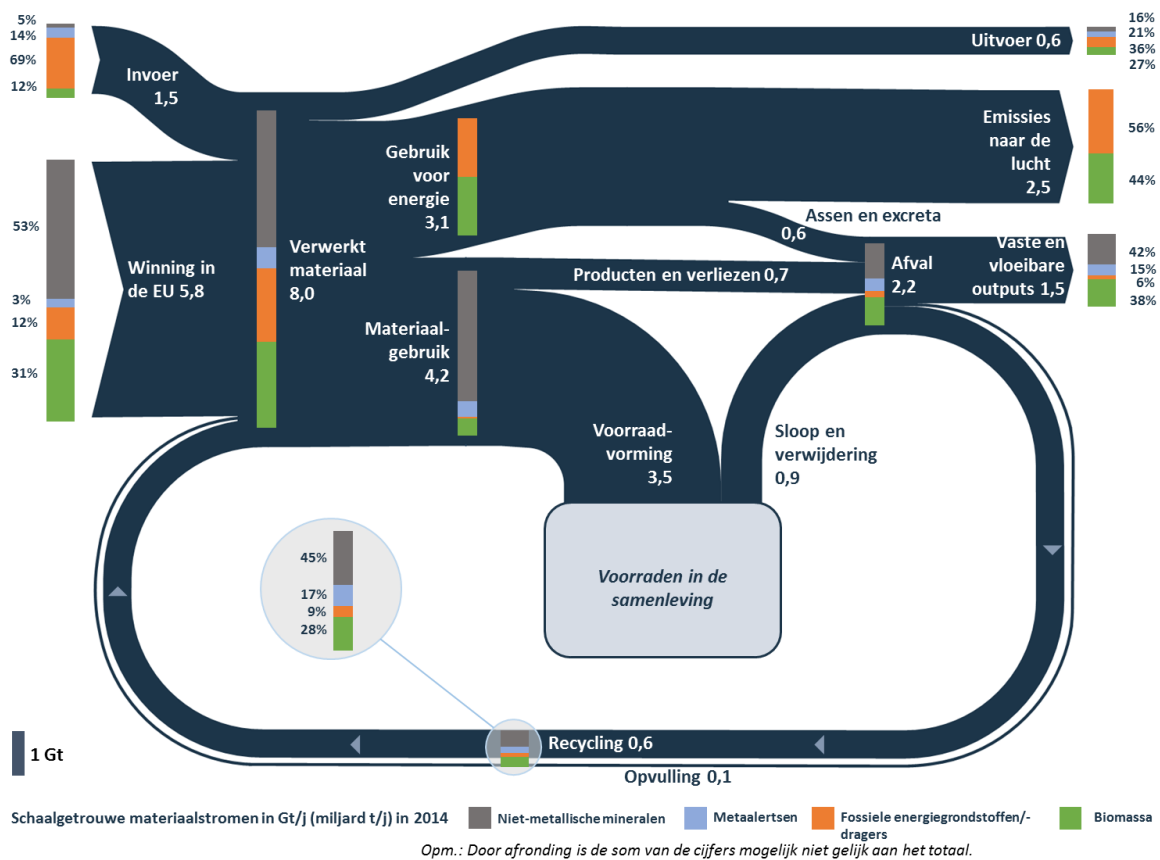 5%
14%
69%
12%
Invoer
1,5
53%
3%
12%
31%
Winning in
de EU 5,8
Verwerkt
materiaal
8,0
Gebruik
voor
energie
3,1
Materiaal-
gebruik
4,2
Uitvoer 0,6
16%
21%
36%
27%
Emissies
naar de
lucht
2,5
56%
44%
Assen en excreta
0,6
Producten en verliezen 0,7
Afval
2,2
Vaste en
vloeibare
outputs 1,5
42%
15%
6%
38%
Voorraad-
vorming
3,5
Sloop en
verwijdering
0,9
Voorraden in de
samenleving
45%
17%
9%
28%
Recycling 0,6
Opvulling 0,1
1 Gt
Schaalgetrouwe materiaalstromen in Gt/j (miljard t/j) in 2014
Niet-metallische mineralen
Metaalertsen
Fossiele energiegrondstoffen/-
dragers
Biomassa
Opm.: Door afronding is de som van de cijfers mogelijk niet gelijk aan het totaal.